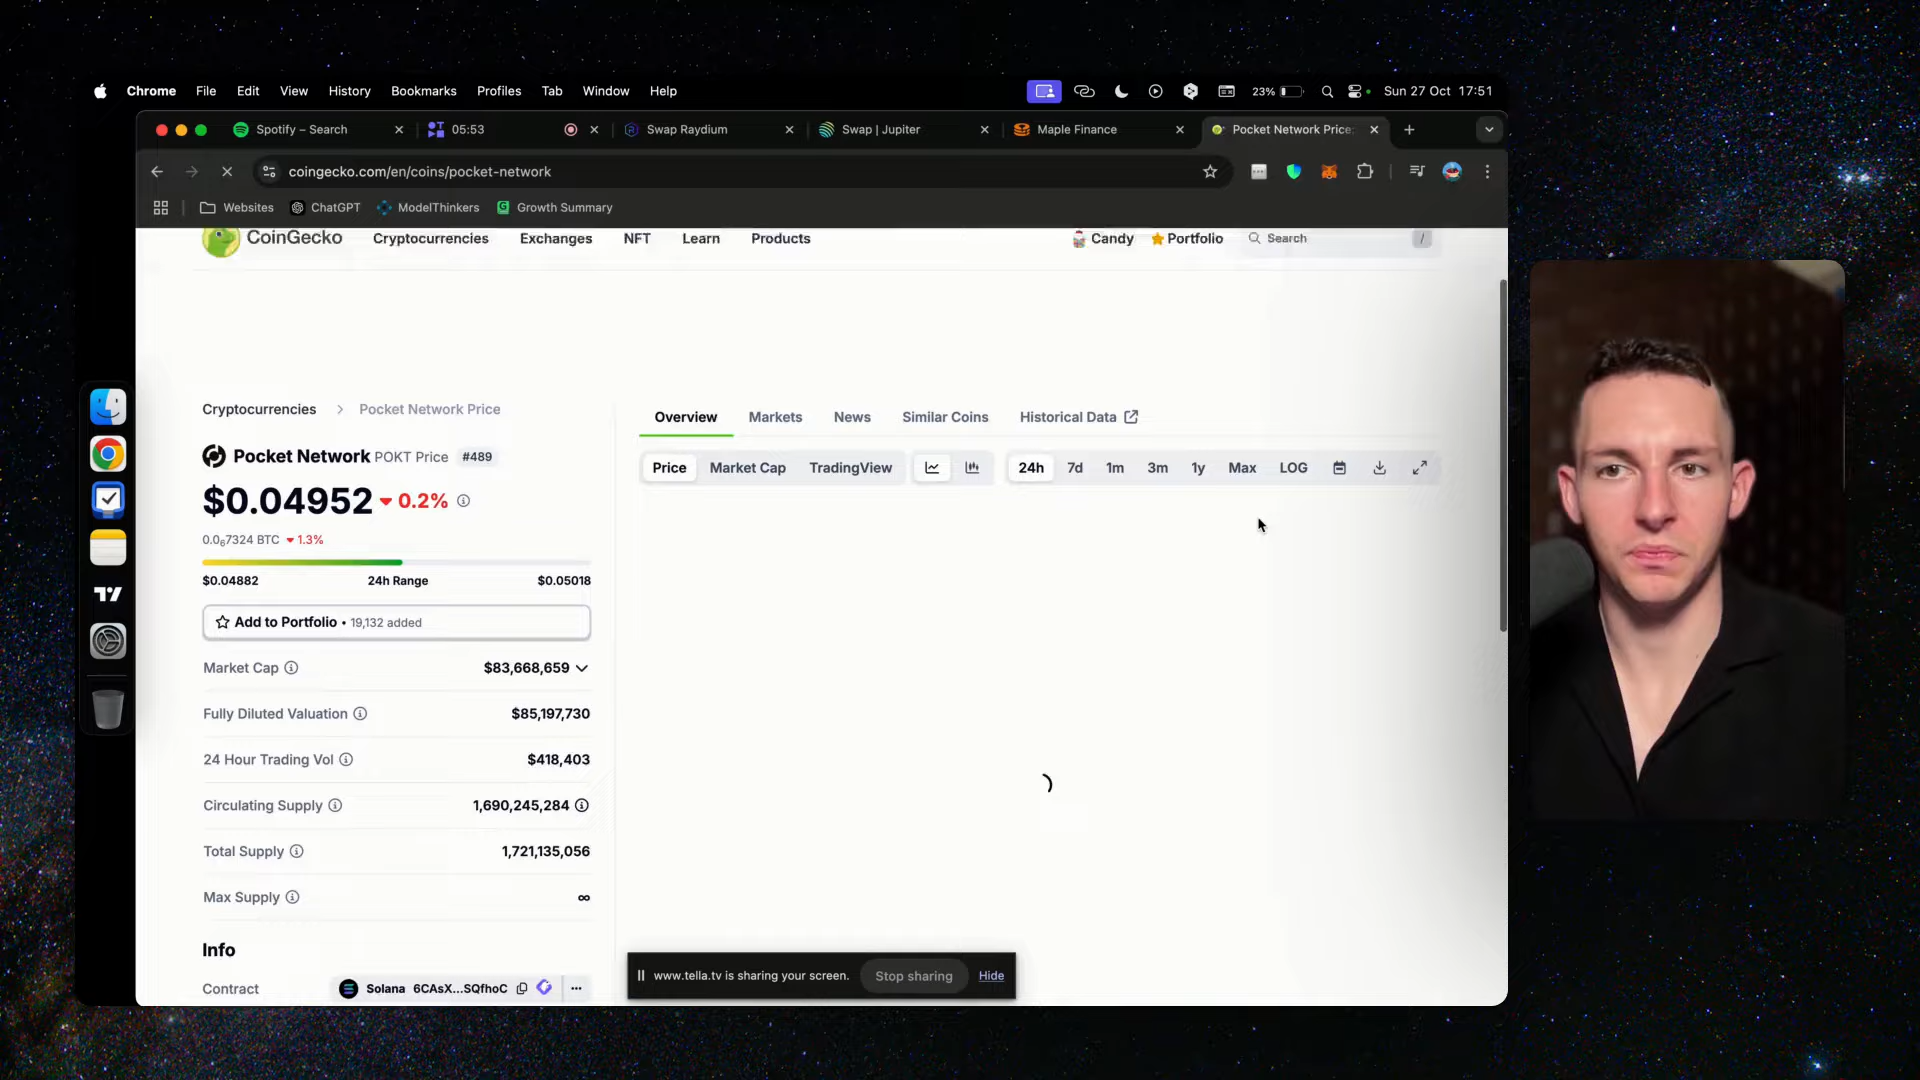 Chrome File Edit View History Bookmarks Profiles Tab Window Help 23% Sun 27 Oct 17:51
Spotify – Search 05:53 Swap Raydium Swap | Jupiter Maple Finance Pocket Network Price:
coingecko.com/en/coins/pocket-network
Websites ChatGPT ModelThinkers Growth Summary
CoinGecko Cryptocurrencies Exchanges NFT Learn Products Candy Portfolio Search /
Cryptocurrencies > Pocket Network Price
Overview Markets News Similar Coins Historical Data
Pocket Network POKT Price #489
Price Market Cap TradingView 24h 7d 1m 3m 1y Max LOG
$0.04952 0.2%
0.0₆7324 BTC 1.3%
$0.04882 24h Range $0.05018
Add to Portfolio • 19,132 added
Market Cap $83,668,659
Fully Diluted Valuation $85,197,730
24 Hour Trading Vol $418,403
Circulating Supply 1,690,245,284
Total Supply 1,721,135,056
Max Supply ∞
Info
Contract Solana 6CAsX...SQfhoC
www.tella.tv is sharing your screen. Stop sharing Hide